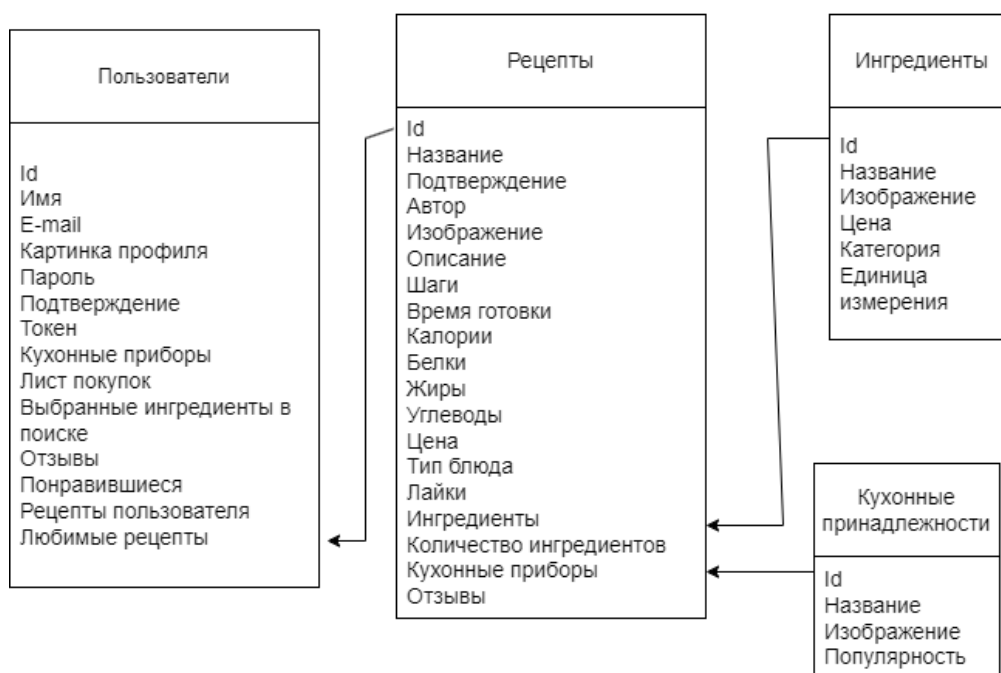 Пользователи
Id
Имя
E-mail
Картинка профиля
Пароль
Подтверждение
Токен
Кухонные приборы
Лист покупок
Выбранные ингредиенты в
поиске
Отзывы
Понравившиеся
Рецепты пользователя
Любимые рецепты
Рецепты
Id
Название
Подтверждение
Автор
Изображение
Описание
Шаги
Время готовки
Калории
Белки
Жиры
Углеводы
Цена
Тип блюда
Лайки
Ингредиенты
Количество ингредиентов
Кухонные приборы
Отзывы
Ингредиенты
Id
Название
Изображение
Цена
Категория
Единица
измерения
Кухонные
принадлежности
Id
Название
Изображение
Популярность